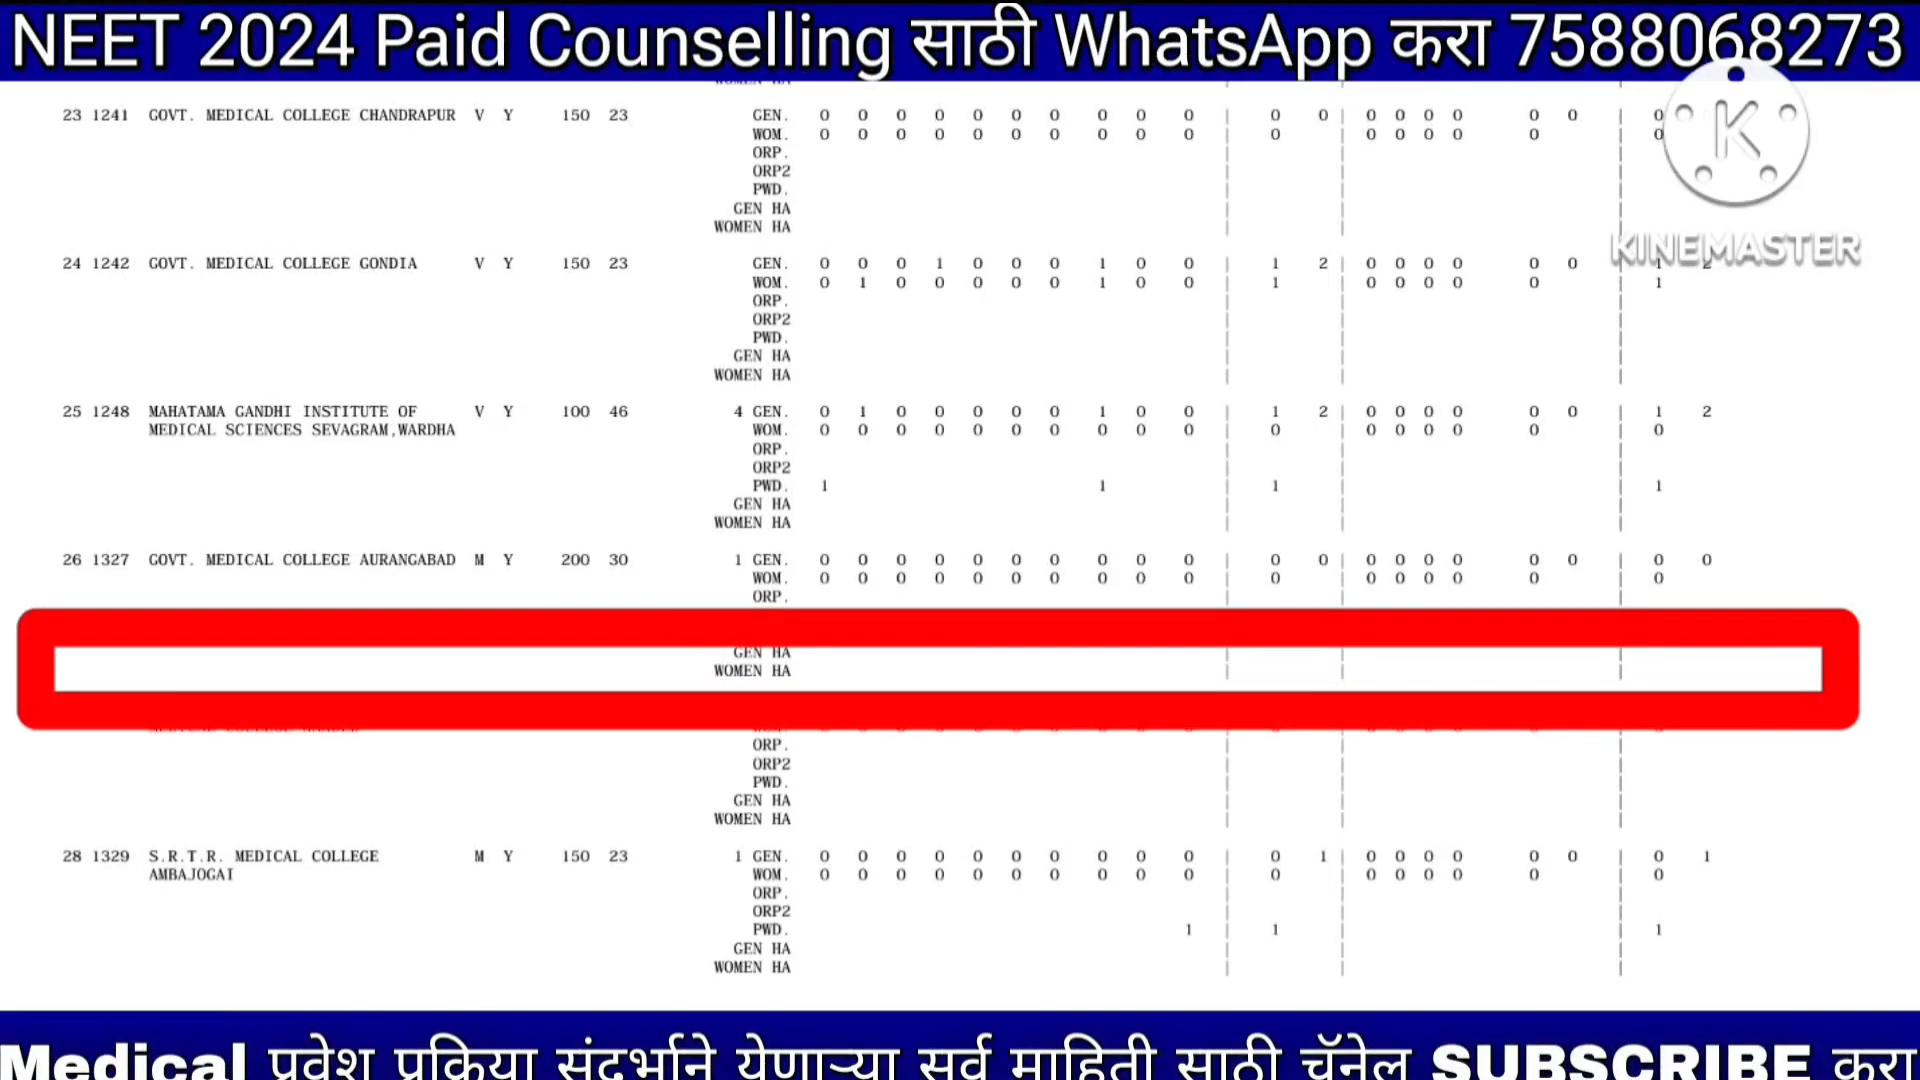 NEET 2024 Paid Counselling साठी WhatsApp करा 7588068273
WOMEN HA
23 1241 GOVT. MEDICAL COLLEGE CHANDRAPUR V Y 150 23 GEN. 0 0 0 0 0 0 0 0 0 0 | 0 0 | 0 0 0 0 0 0 | 0
WOM. 0 0 0 0 0 0 0 0 0 0 | 0 | 0 0 0 0 0 | 0
ORP.
ORP2
PWD.
GEN HA
WOMEN HA
KINEMASTER
24 1242 GOVT. MEDICAL COLLEGE GONDIA V Y 150 23 GEN. 0 0 0 1 0 0 0 1 0 0 | 1 2 | 0 0 0 0 0 0 | 1 2
WOM. 0 1 0 0 0 0 0 1 0 0 | 1 | 0 0 0 0 0 | 1
ORP.
ORP2
PWD.
GEN HA
WOMEN HA
25 1248 MAHATAMA GANDHI INSTITUTE OF V Y 100 46 4 GEN. 0 1 0 0 0 0 0 1 0 0 | 1 2 | 0 0 0 0 0 0 | 1 2
MEDICAL SCIENCES SEVAGRAM,WARDHA WOM. 0 0 0 0 0 0 0 0 0 0 | 0 | 0 0 0 0 0 | 0
ORP.
ORP2
PWD. 1 1 | 1 | | 1
GEN HA
WOMEN HA
26 1327 GOVT. MEDICAL COLLEGE AURANGABAD M Y 200 30 1 GEN. 0 0 0 0 0 0 0 0 0 0 | 0 0 | 0 0 0 0 0 0 | 0 0
WOM. 0 0 0 0 0 0 0 0 0 0 | 0 | 0 0 0 0 0 | 0
ORP.
GEN HA
WOMEN HA
ORP.
ORP2
PWD.
GEN HA
WOMEN HA
28 1329 S.R.T.R. MEDICAL COLLEGE M Y 150 23 1 GEN. 0 0 0 0 0 0 0 0 0 0 | 0 1 | 0 0 0 0 0 0 | 0 1
AMBAJOGAI WOM. 0 0 0 0 0 0 0 0 0 0 | 0 | 0 0 0 0 0 | 0
ORP.
ORP2
PWD. 1 | 1 | | 1
GEN HA
WOMEN HA
Medical प्रवेश प्रक्रिया संदर्भाने येणाऱ्या सर्व माहिती साठी चॅनेल SUBSCRIBE करा